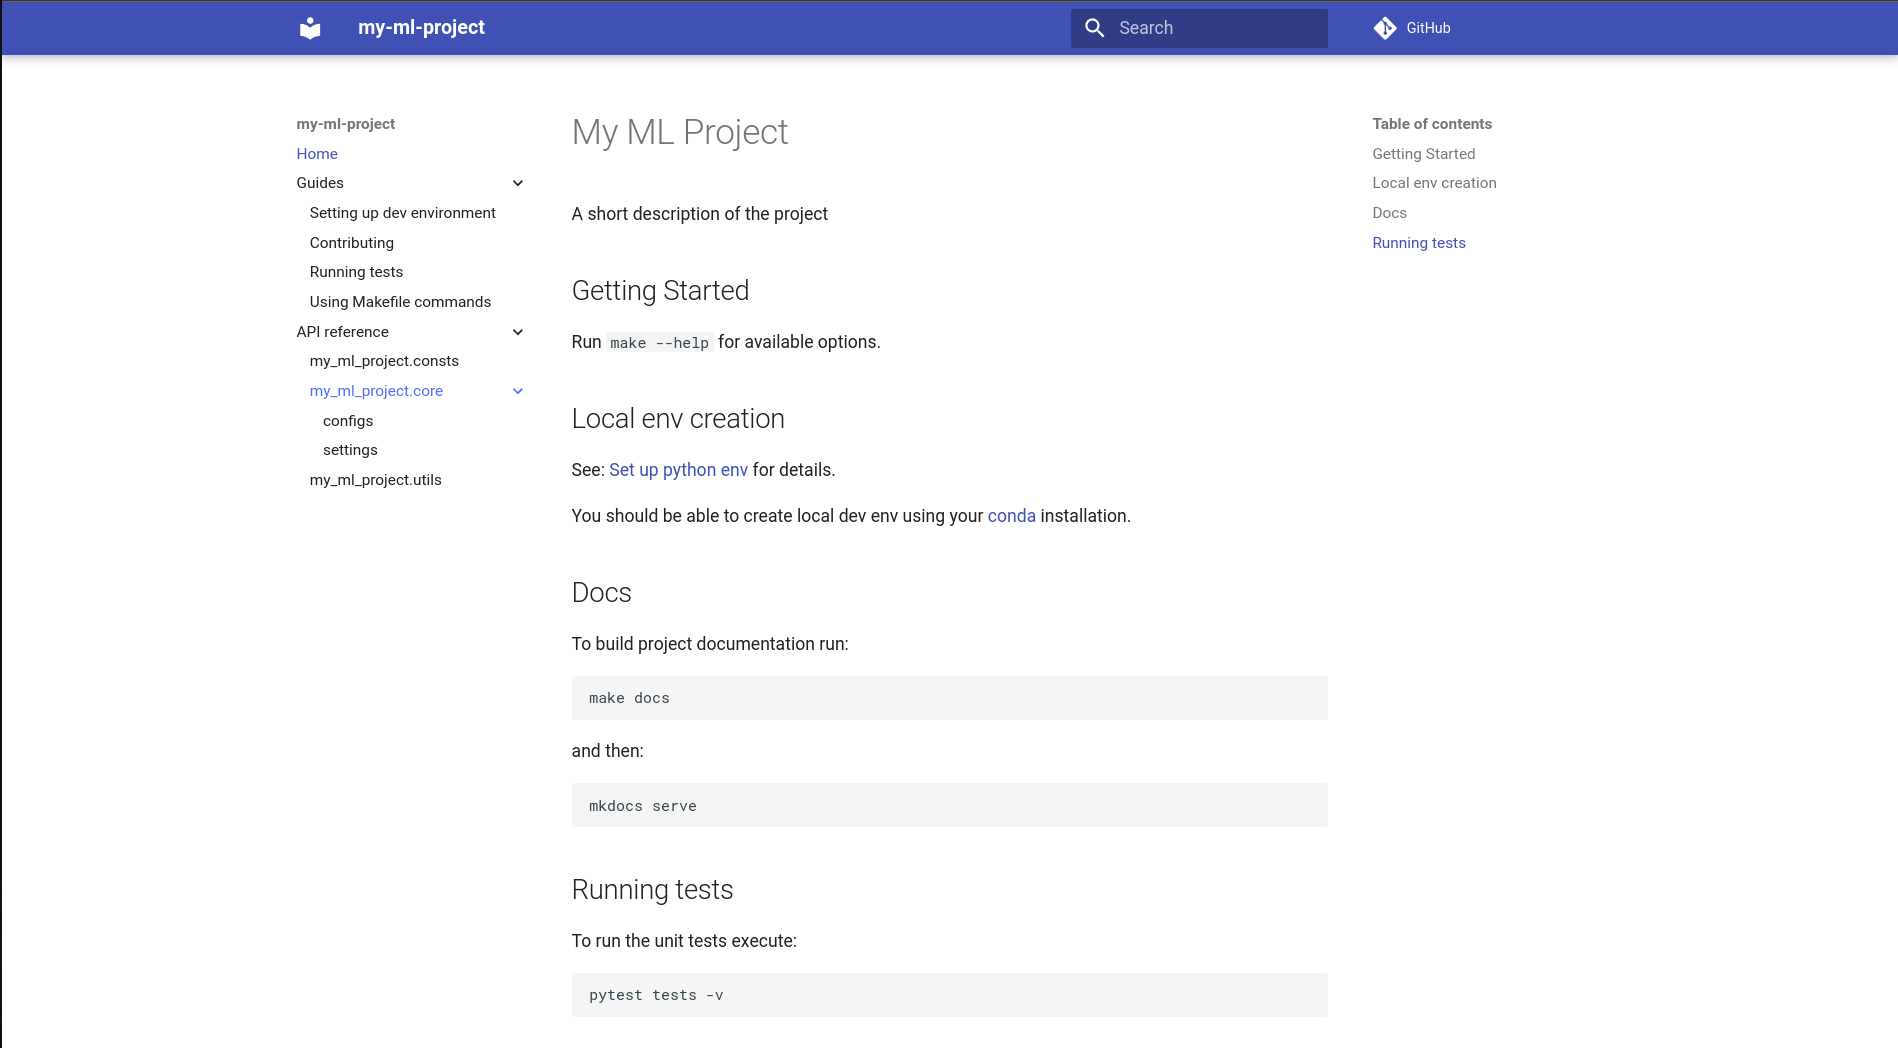 my-ml-project
Search
GitHub
my-ml-project
Home
Guides
Setting up dev environment
Contributing
Running tests
Using Makefile commands
API reference
my_ml_project.consts
my_ml_project.core
configs
settings
my_ml_project.utils
My ML Project
A short description of the project
Getting Started
Run make --help for available options.
Local env creation
See: Set up python env for details.
You should be able to create local dev env using your conda installation.
Docs
To build project documentation run:
make docs
and then:
mkdocs serve
Running tests
To run the unit tests execute:
pytest tests -v
Table of contents
Getting Started
Local env creation
Docs
Running tests